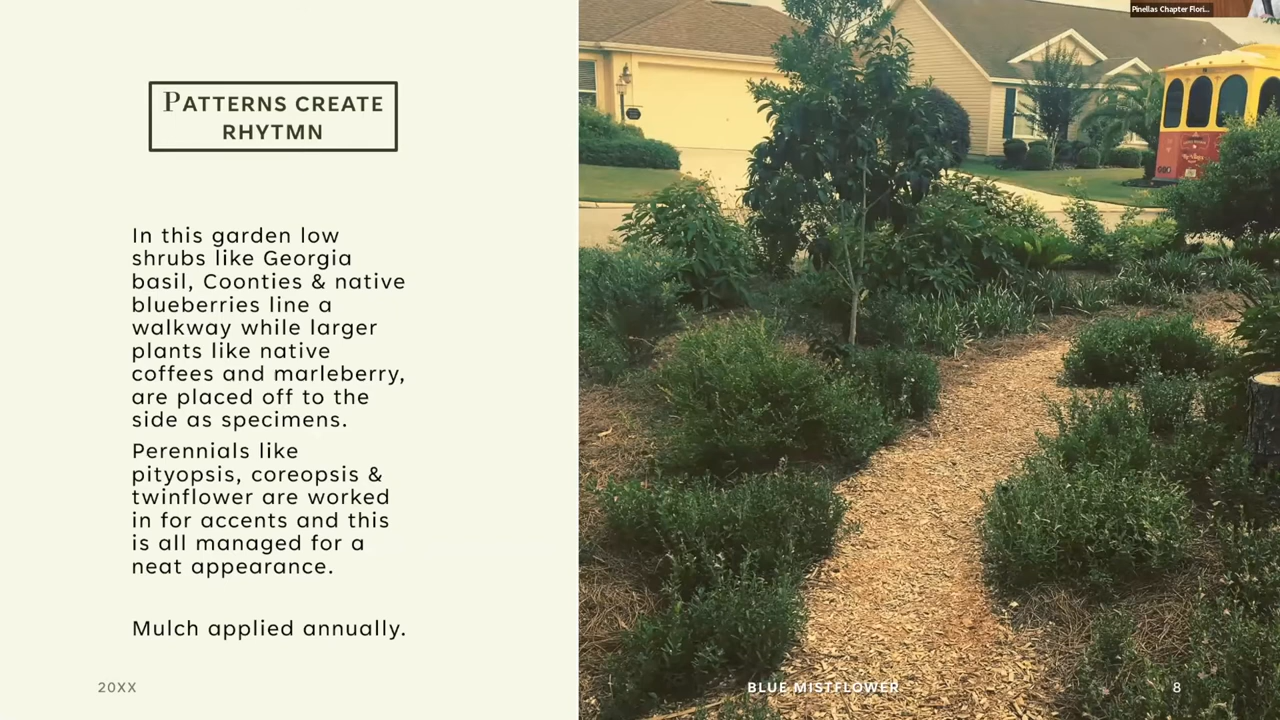 Pinellas Chapter Flori...
PATTERNS CREATE
RHYTMN
In this garden low
shrubs like Georgia
basil, Coonties & native
blueberries line a
walkway while larger
plants like native
coffees and marleberry,
are placed off to the
side as specimens.
Perennials like
pityopsis, coreopsis &
twinflower are worked
in for accents and this
is all managed for a
neat appearance.
Mulch applied annually.
20XX
BLUE MISTFLOWER
8